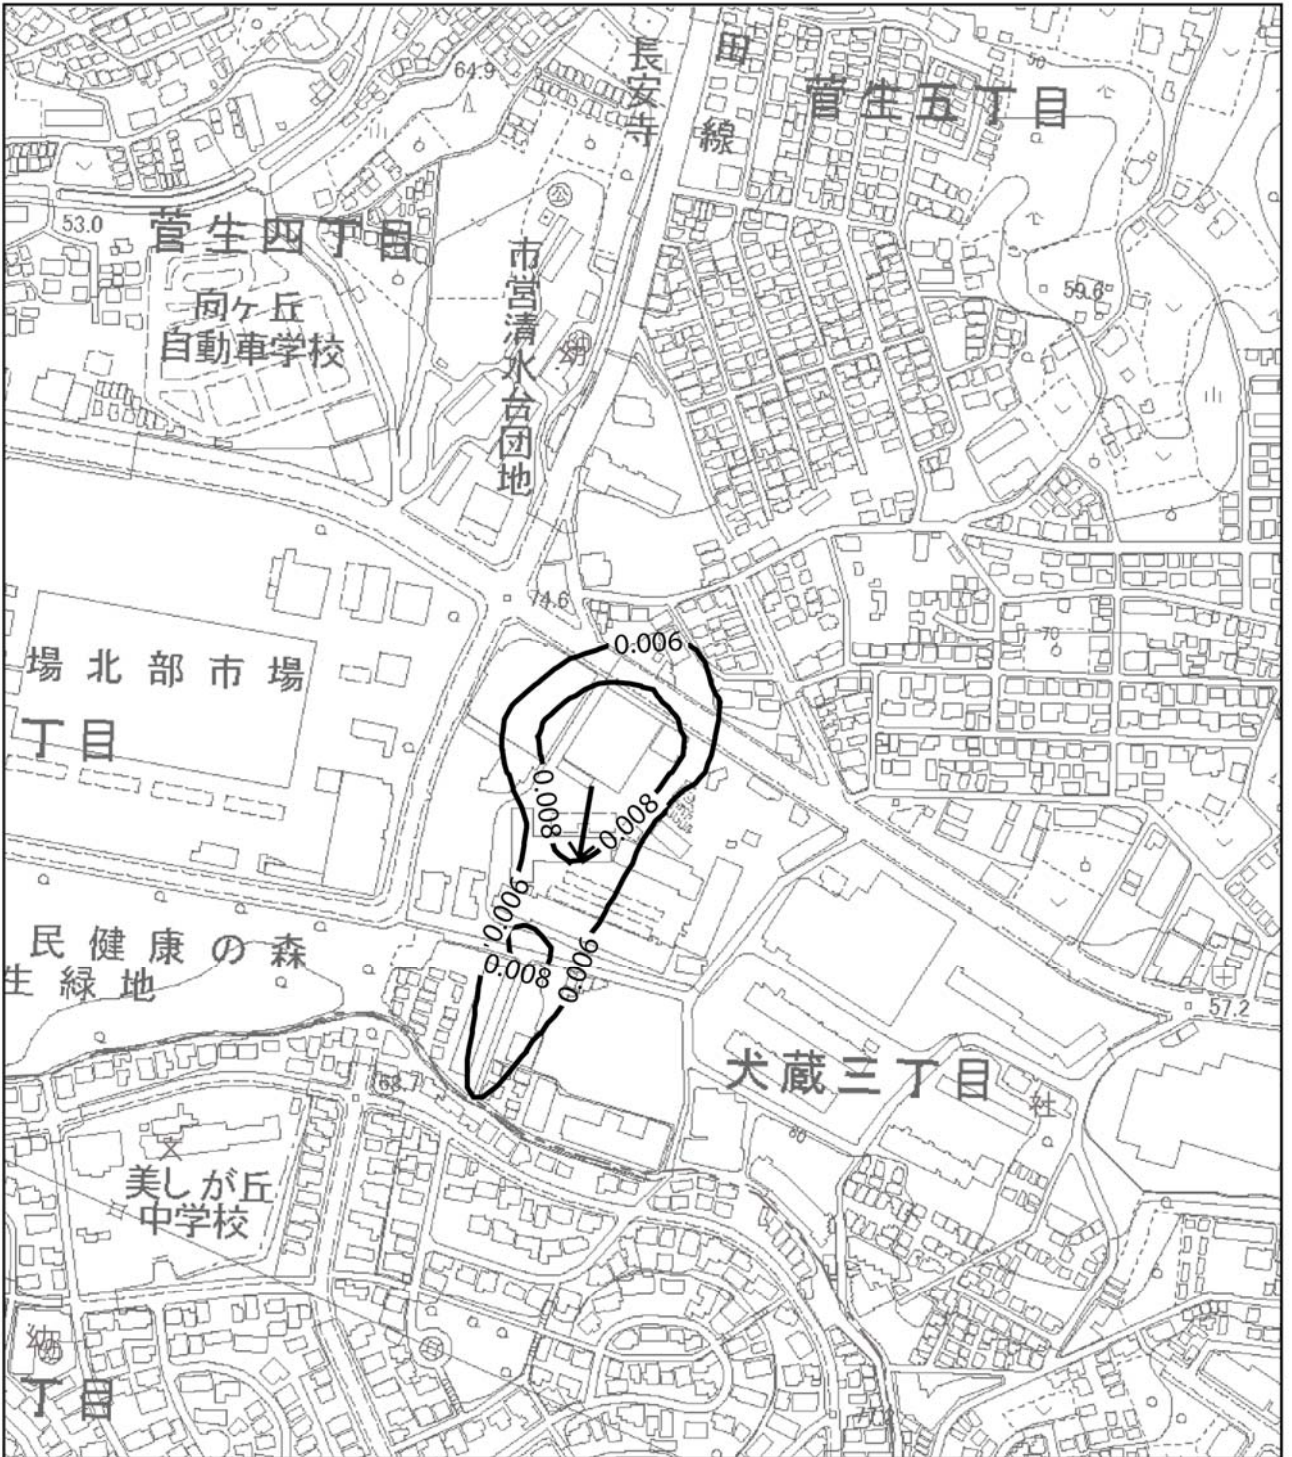 64.9
長安寺
田線
菅生五丁目
50
公
53.0
菅生四丁目
向ヶ丘
自動車学校
市営清水台団地
幼
59.6
74.6
場北部市場
丁目
70
0.006
0.008
0.008
0.006
0.006
0.008
民健康の森
生緑地
57.2
犬蔵三丁目
社
80
美しが丘
中学校
幼
丁目